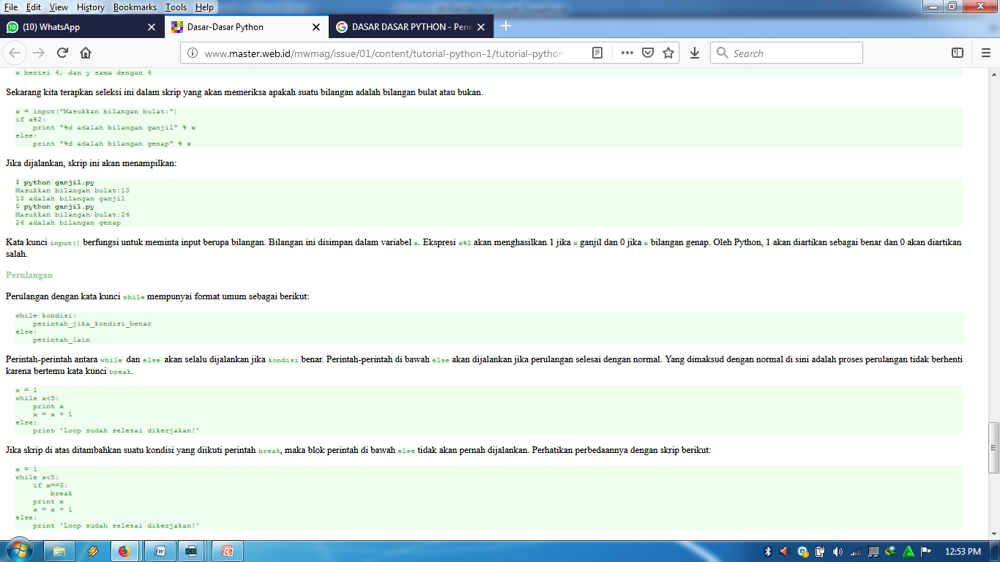 File Edit View History Bookmarks Tools Help
(10) WhatsApp
Dasar-Dasar Python
DASAR DASAR PYTHON - Pene
www.master.web.id/mwmag/issue/01/content/tutorial-python-1/tutorial-python
Search
x berisi 4, dan y sama dengan 4
Sekarang kita terapkan seleksi ini dalam skrip yang akan memeriksa apakah suatu bilangan adalah bilangan bulat atau bukan.
x = input("Masukkan bilangan bulat:")
if x%2:
    print "%d adalah bilangan ganjil" % x
else:
    print "%d adalah bilangan genap" % x
Jika dijalankan, skrip ini akan menampilkan:
$ python ganjil.py
Masukkan bilangan bulat:13
13 adalah bilangan ganjil
$ python ganjil.py
Masukkan bilangan bulat:24
24 adalah bilangan genap
Kata kunci input() berfungsi untuk meminta input berupa bilangan. Bilangan ini disimpan dalam variabel x. Ekspresi x%2 akan menghasilkan 1 jika x ganjil dan 0 jika x bilangan genap. Oleh Python, 1 akan diartikan sebagai benar dan 0 akan diartikan
salah.
Perulangan
Perulangan dengan kata kunci while mempunyai format umum sebagai berikut:
while kondisi:
    perintah_jika_kondisi_benar
else:
    perintah_lain
Perintah-perintah antara while dan else akan selalu dijalankan jika kondisi benar. Perintah-perintah di bawah else akan dijalankan jika perulangan selesai dengan normal. Yang dimaksud dengan normal di sini adalah proses perulangan tidak berhenti
karena bertemu kata kunci break.
x = 1
while x<5:
    print x
    x = x + 1
else:
    print 'Loop sudah selesai dikerjakan!'
Jika skrip di atas ditambahkan suatu kondisi yang diikuti perintah break, maka blok perintah di bawah else tidak akan pernah dijalankan. Perhatikan perbedaannya dengan skrip berikut:
x = 1
while x<5:
    if x==3:
        break
    print x
    x = x + 1
else:
    print 'Loop sudah selesai dikerjakan!'
12:53 PM